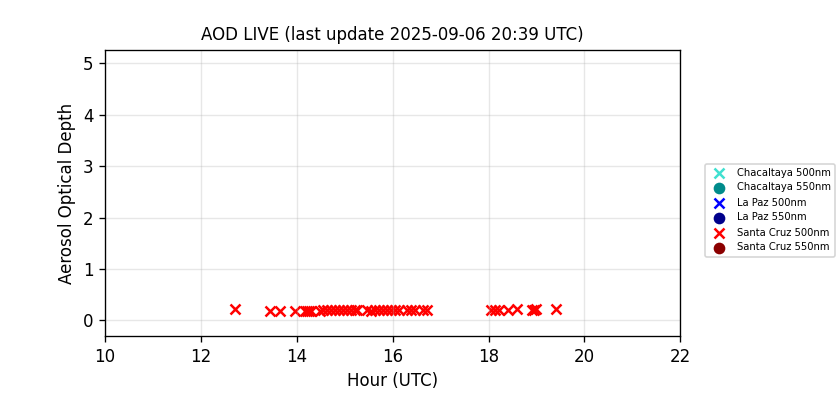 AOD LIVE (last update 2025-09-06 20:39 UTC)
Aerosol Optical Depth
5
4
3
2
1
0
10 12 14 16 18 20 22
Hour (UTC)
Chacaltaya 500nm
Chacaltaya 550nm
La Paz 500nm
La Paz 550nm
Santa Cruz 500nm
Santa Cruz 550nm